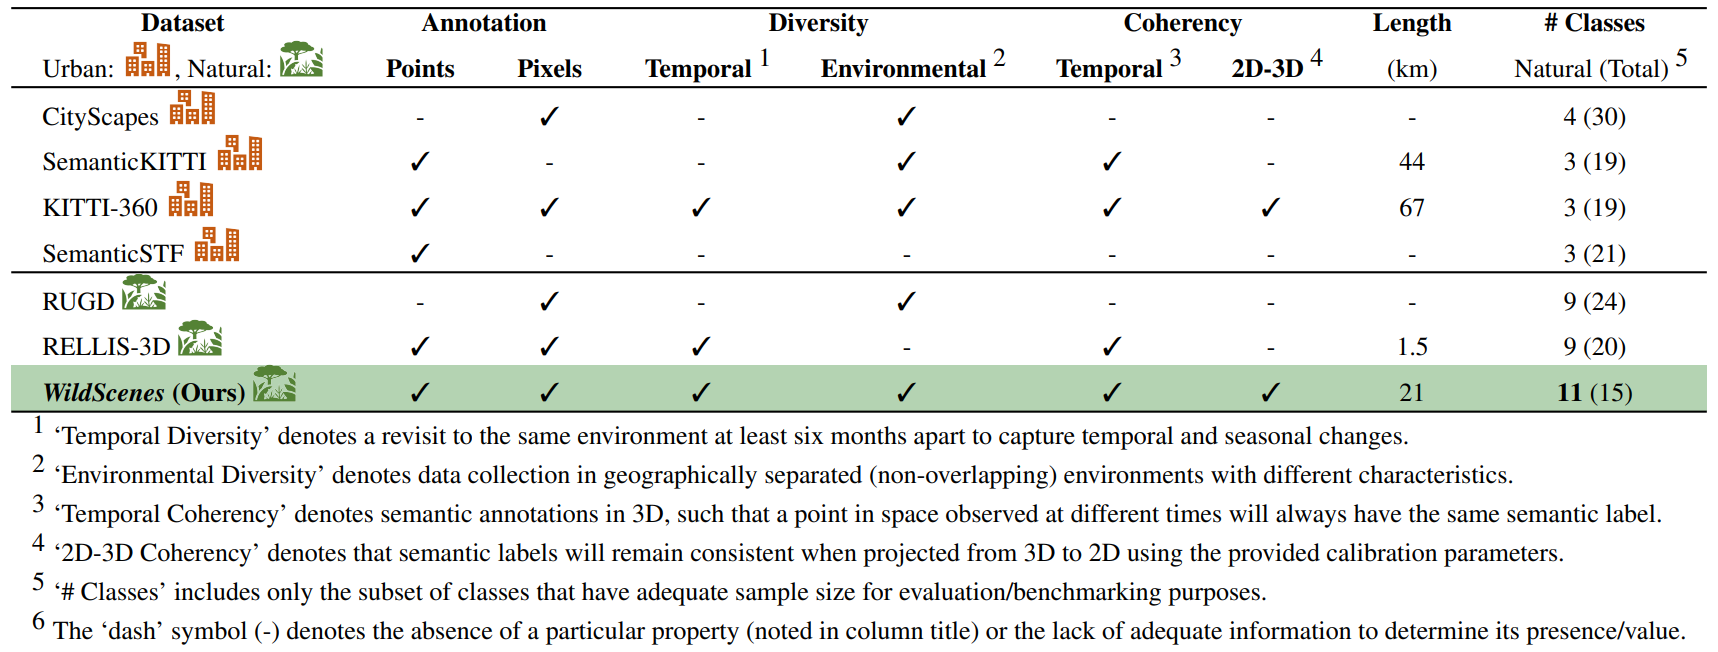 Dataset Annotation Diversity Coherency Length # Classes
Urban: , Natural: Points Pixels Temporal 1 Environmental 2 Temporal 3 2D-3D 4 (km) Natural (Total) 5
CityScapes - ✓ - ✓ - - - 4 (30)
SemanticKITTI ✓ - - ✓ ✓ - 44 3 (19)
KITTI-360 ✓ ✓ ✓ ✓ ✓ ✓ 67 3 (19)
SemanticSTF ✓ - - - - - - 3 (21)
RUGD - ✓ - ✓ - - - 9 (24)
RELLIS-3D ✓ ✓ ✓ - ✓ - 1.5 9 (20)
WildScenes (Ours) ✓ ✓ ✓ ✓ ✓ ✓ 21 11 (15)
1 ‘Temporal Diversity’ denotes a revisit to the same environment at least six months apart to capture temporal and seasonal changes.
2 ‘Environmental Diversity’ denotes data collection in geographically separated (non-overlapping) environments with different characteristics.
3 ‘Temporal Coherency’ denotes semantic annotations in 3D, such that a point in space observed at different times will always have the same semantic label.
4 ‘2D-3D Coherency’ denotes that semantic labels will remain consistent when projected from 3D to 2D using the provided calibration parameters.
5 ‘# Classes’ includes only the subset of classes that have adequate sample size for evaluation/benchmarking purposes.
6 The ‘dash’ symbol (-) denotes the absence of a particular property (noted in column title) or the lack of adequate information to determine its presence/value.